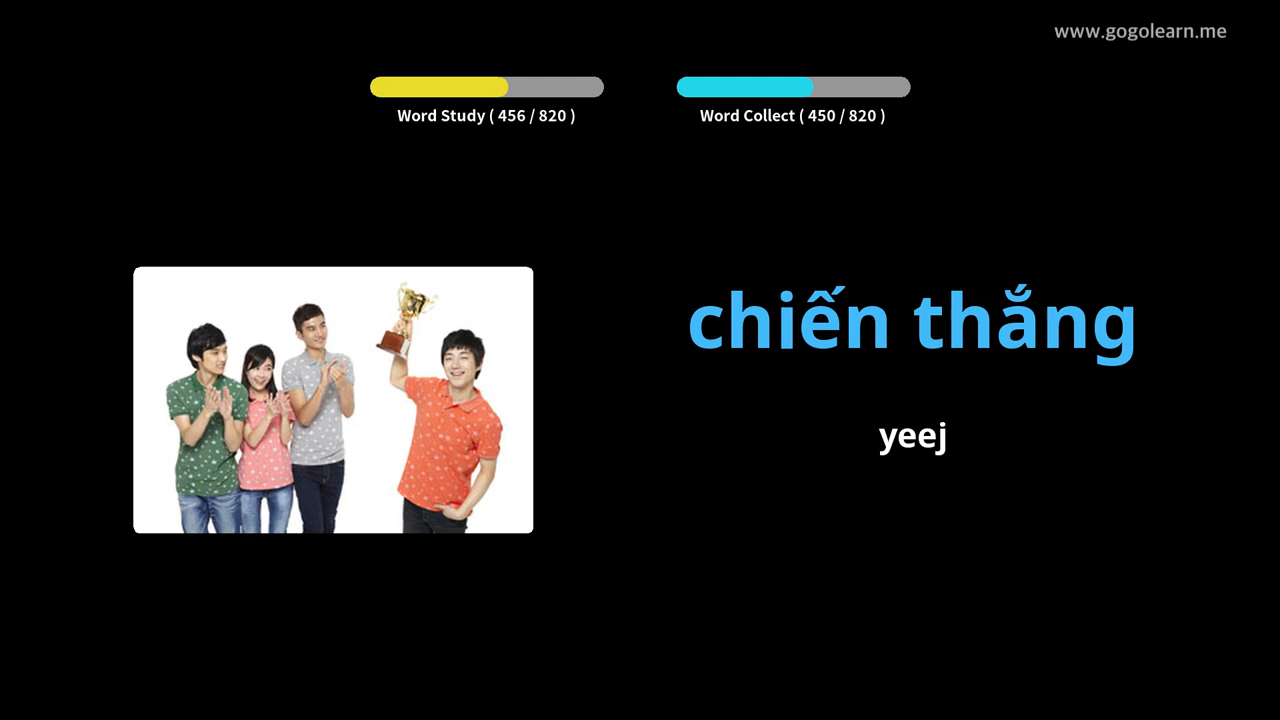 www.gogolearn.me
Word Study ( 456 / 820 )
Word Collect ( 450 / 820 )
chiến thắng
yeej